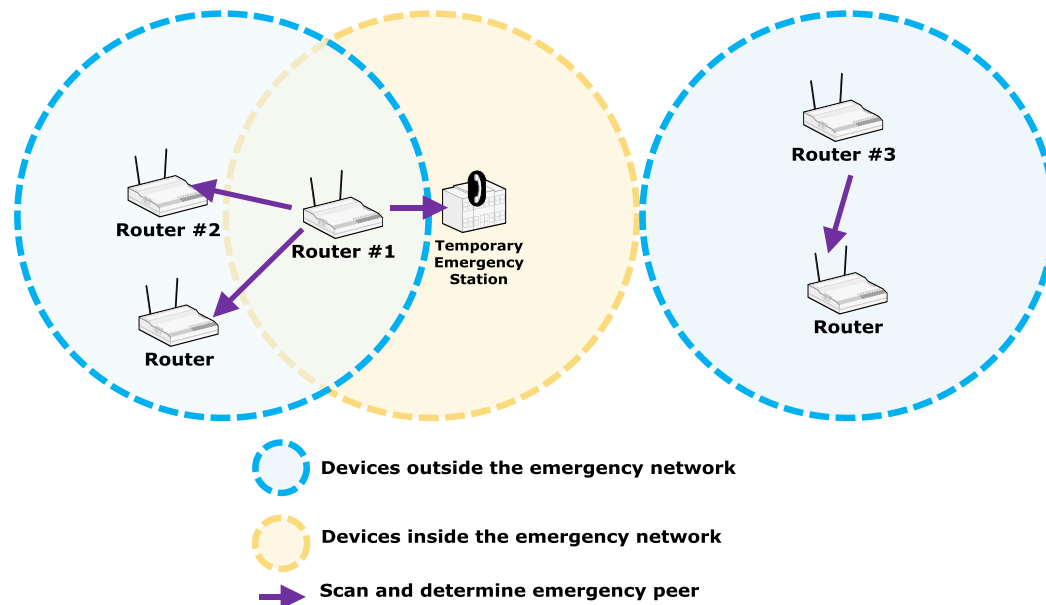 Router #3
Router #2
Router #1
Temporary
Emergency
Station
Router
Router
Devices outside the emergency network
Devices inside the emergency network
Scan and determine emergency peer